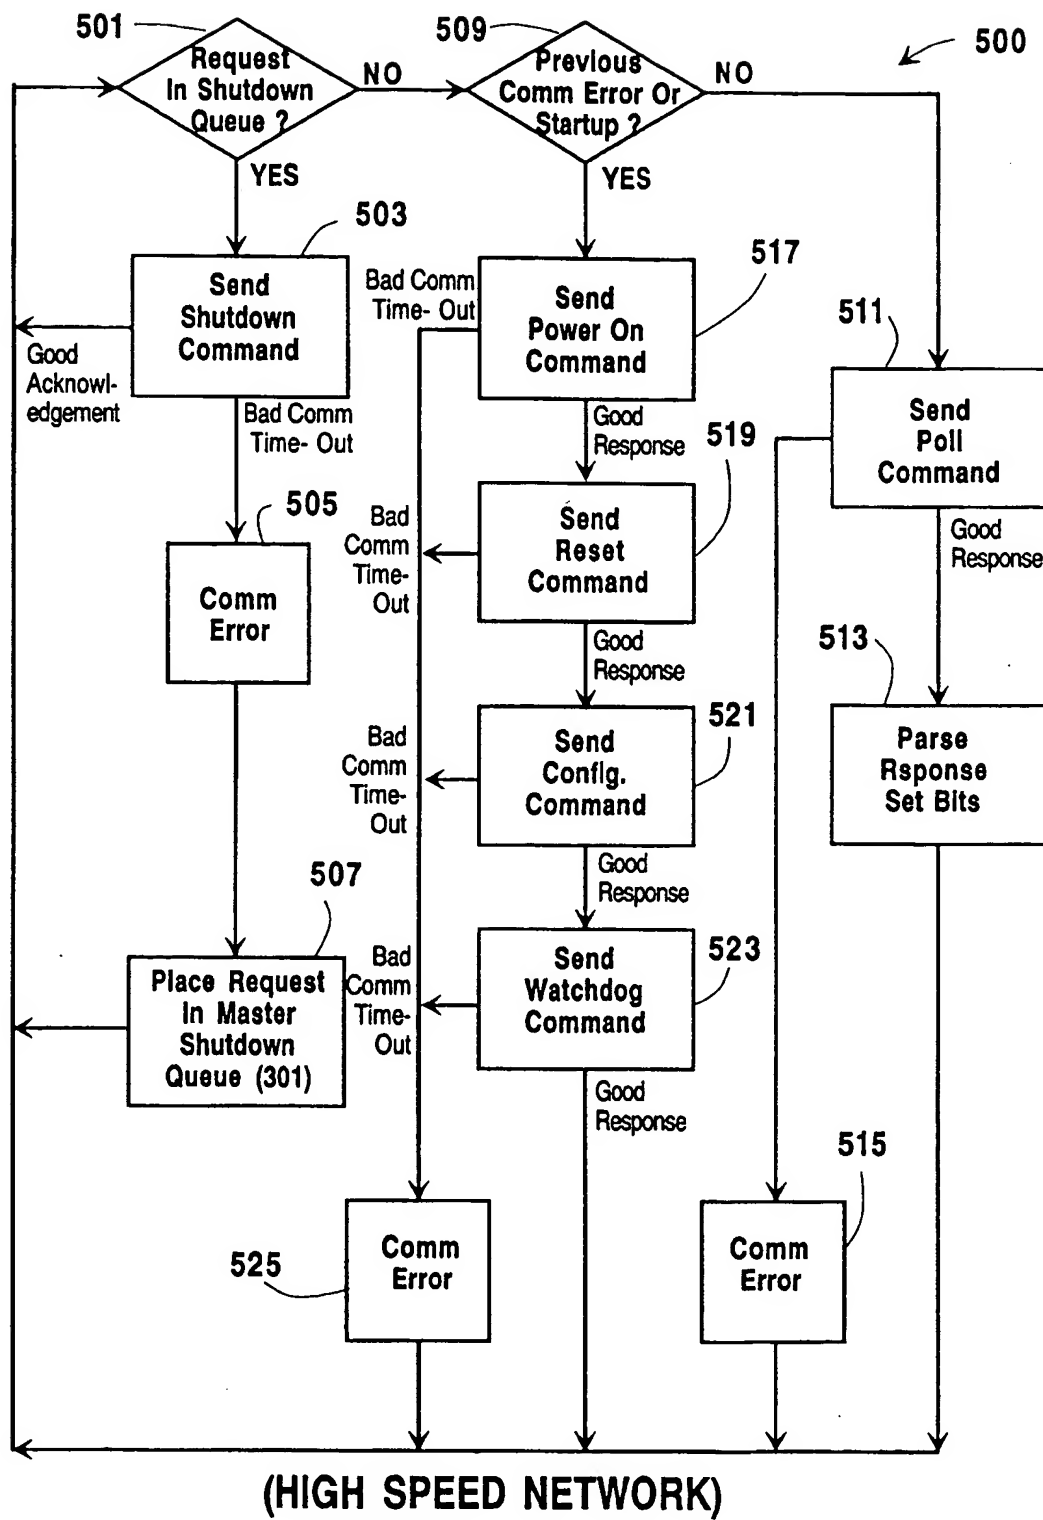 501
509
500
Request
In Shutdown
Queue ?
NO
Previous
Comm Error Or
Startup ?
NO
YES
YES
503
Send
Shutdown
Command
Good
Acknowl-
edgement
Bad Comm
Time- Out
505
Comm
Error
507
Place Request
In Master
Shutdown
Queue (301)
Bad Comm
Time- Out
517
Send
Power On
Command
Good
Response
519
Send
Reset
Command
Bad
Comm
Time-
Out
Good
Response
521
Send
Config.
Command
Bad
Comm
Time-
Out
Good
Response
523
Send
Watchdog
Command
Bad
Comm
Time-
Out
Good
Response
525
Comm
Error
511
Send
Poll
Command
Good
Response
513
Parse
Rsponse
Set Bits
515
Comm
Error
(HIGH SPEED NETWORK)